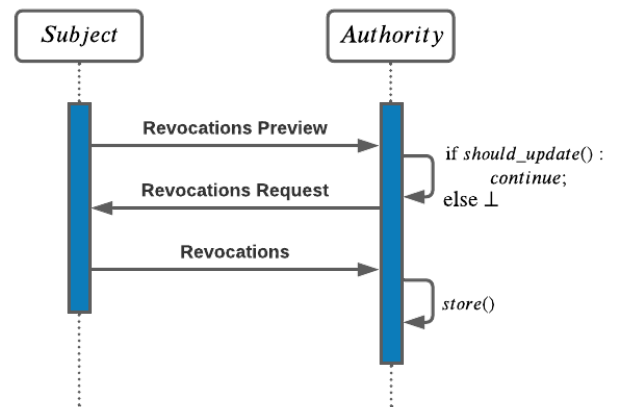 Subject
Authority
Revocations Preview
if should_update() :
continue;
else ⊥
Revocations Request
Revocations
store()